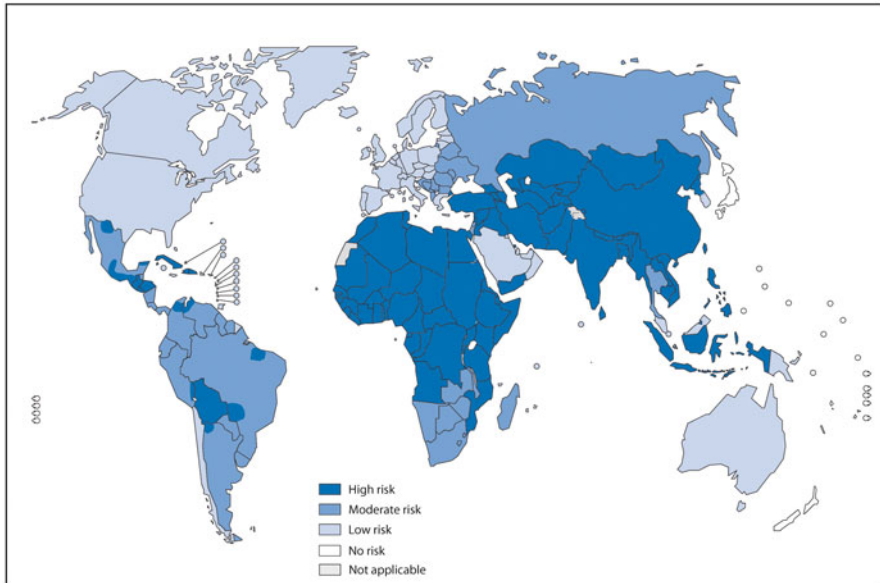 High risk
Moderate risk
Low risk
No risk
Not applicable